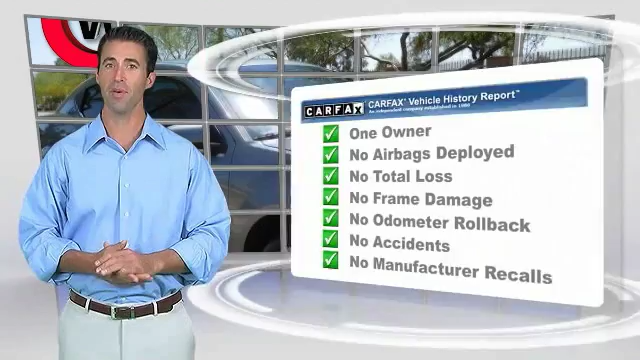 W
CARFAX CARFAX Vehicle History Report™
An independent company established in 1986
One Owner
No Airbags Deployed
No Total Loss
No Frame Damage
No Odometer Rollback
No Accidents
No Manufacturer Recalls